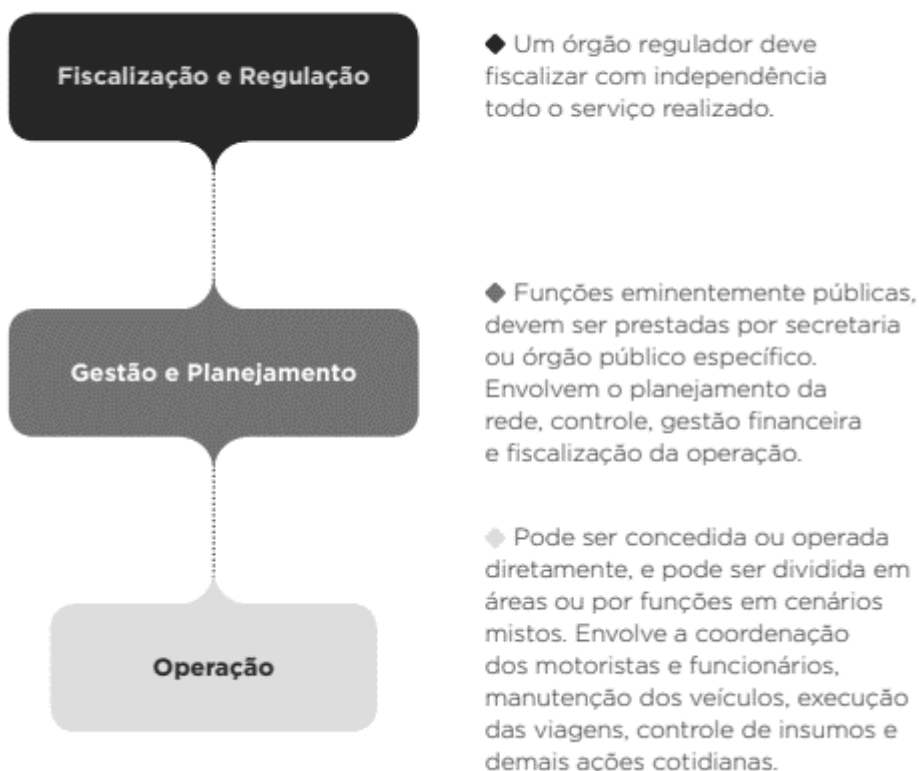 Fiscalização e Regulação
◆ Um órgão regulador deve
fiscalizar com independência
todo o serviço realizado.
Gestão e Planejamento
◆ Funções eminentemente públicas,
devem ser prestadas por secretaria
ou órgão público específico.
Envolvem o planejamento da
rede, controle, gestão financeira
e fiscalização da operação.
Operação
◆ Pode ser concedida ou operada
diretamente, e pode ser dividida em
áreas ou por funções em cenários
mistos. Envolve a coordenação
dos motoristas e funcionários,
manutenção dos veículos, execução
das viagens, controle de insumos e
demais ações cotidianas.